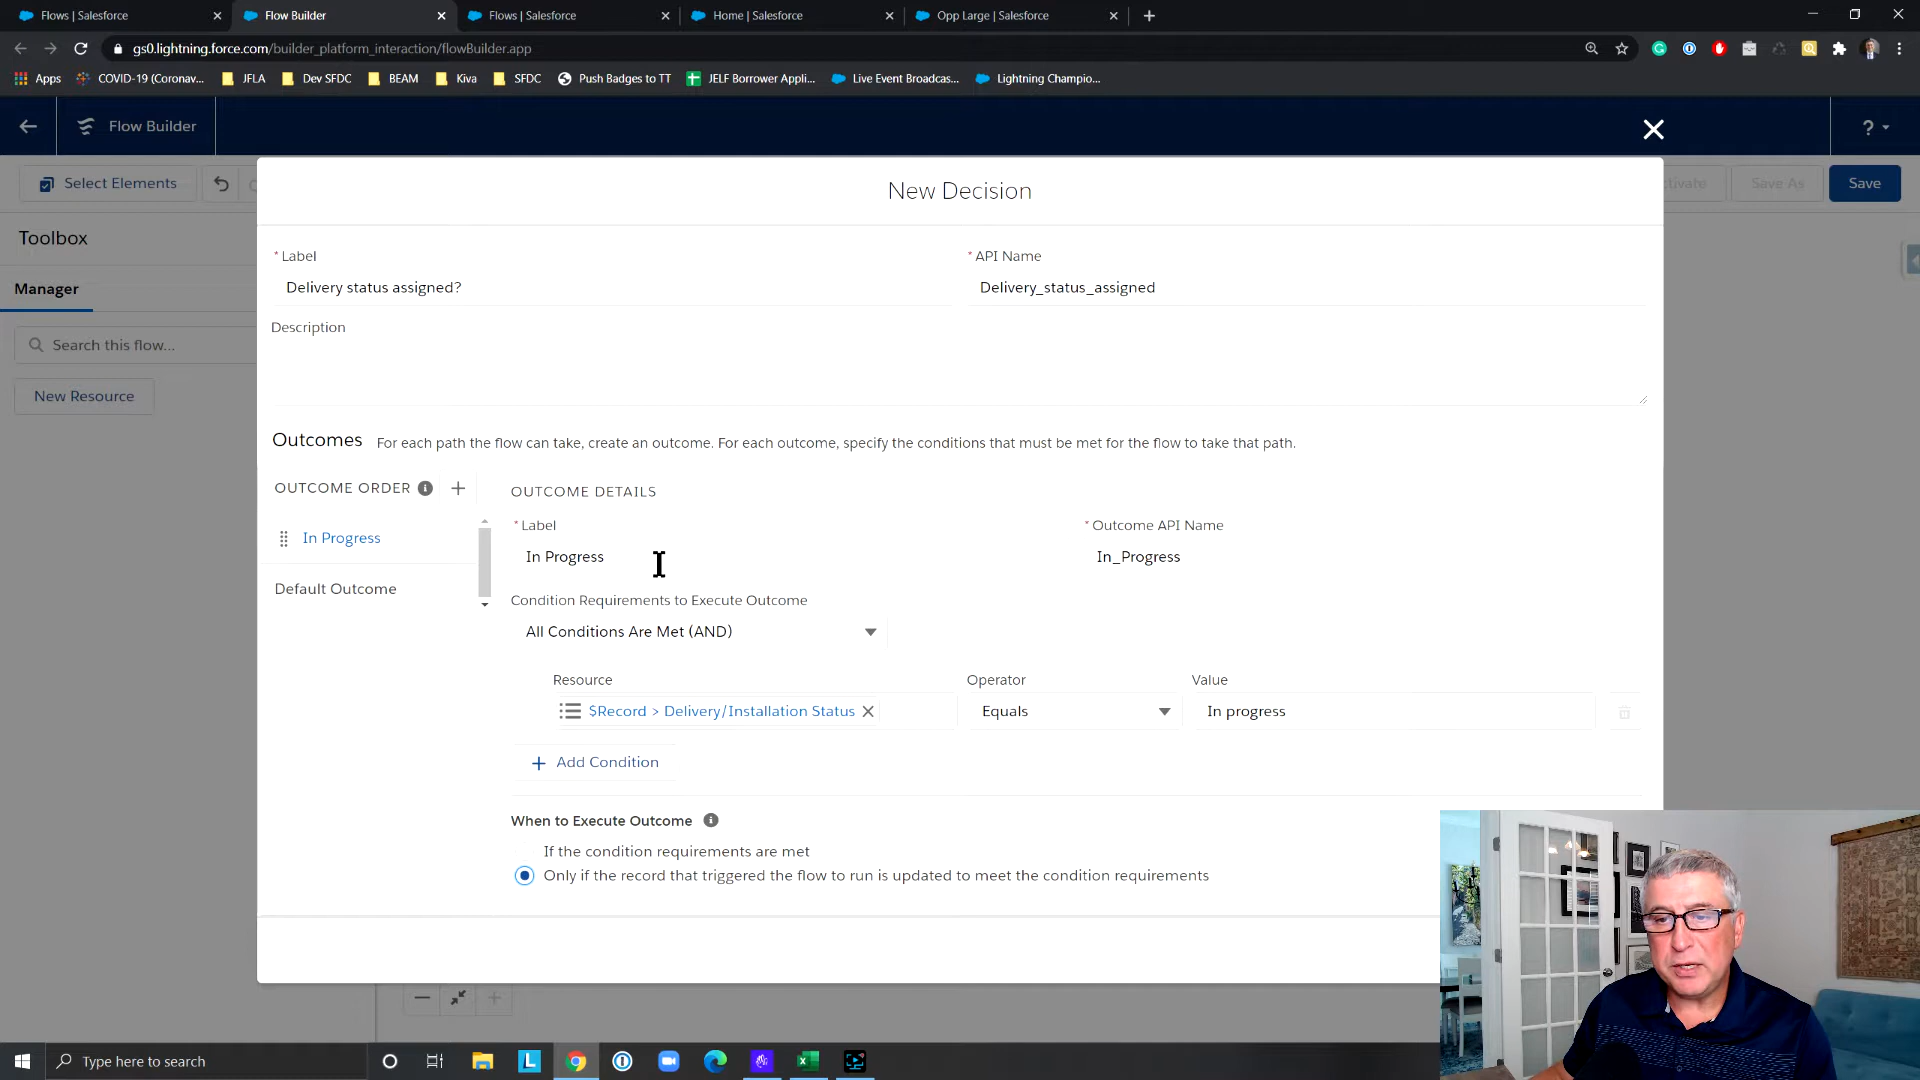 Flows | Salesforce
Flow Builder
Flows | Salesforce
Home | Salesforce
Opp Large | Salesforce
gs0.lightning.force.com/builder_platform_interaction/flowBuilder.app
Apps
COVID-19 (Coronav...
JFLA
Dev SFDC
BEAM
Kiva
SFDC
Push Badges to TT
JELF Borrower Appli...
Live Event Broadcas...
Lightning Champio...
Flow Builder
?
Select Elements
Save As
Save
New Decision
Toolbox
Manager
Search this flow...
New Resource
* Label
* API Name
Delivery status assigned?
Delivery_status_assigned
Description
Outcomes
For each path the flow can take, create an outcome. For each outcome, specify the conditions that must be met for the flow to take that path.
OUTCOME ORDER
OUTCOME DETAILS
In Progress
Default Outcome
* Label
* Outcome API Name
In Progress
In_Progress
Condition Requirements to Execute Outcome
All Conditions Are Met (AND)
Resource
Operator
Value
$Record > Delivery/Installation Status
Equals
In progress
Add Condition
When to Execute Outcome
If the condition requirements are met
Only if the record that triggered the flow to run is updated to meet the condition requirements
Type here to search